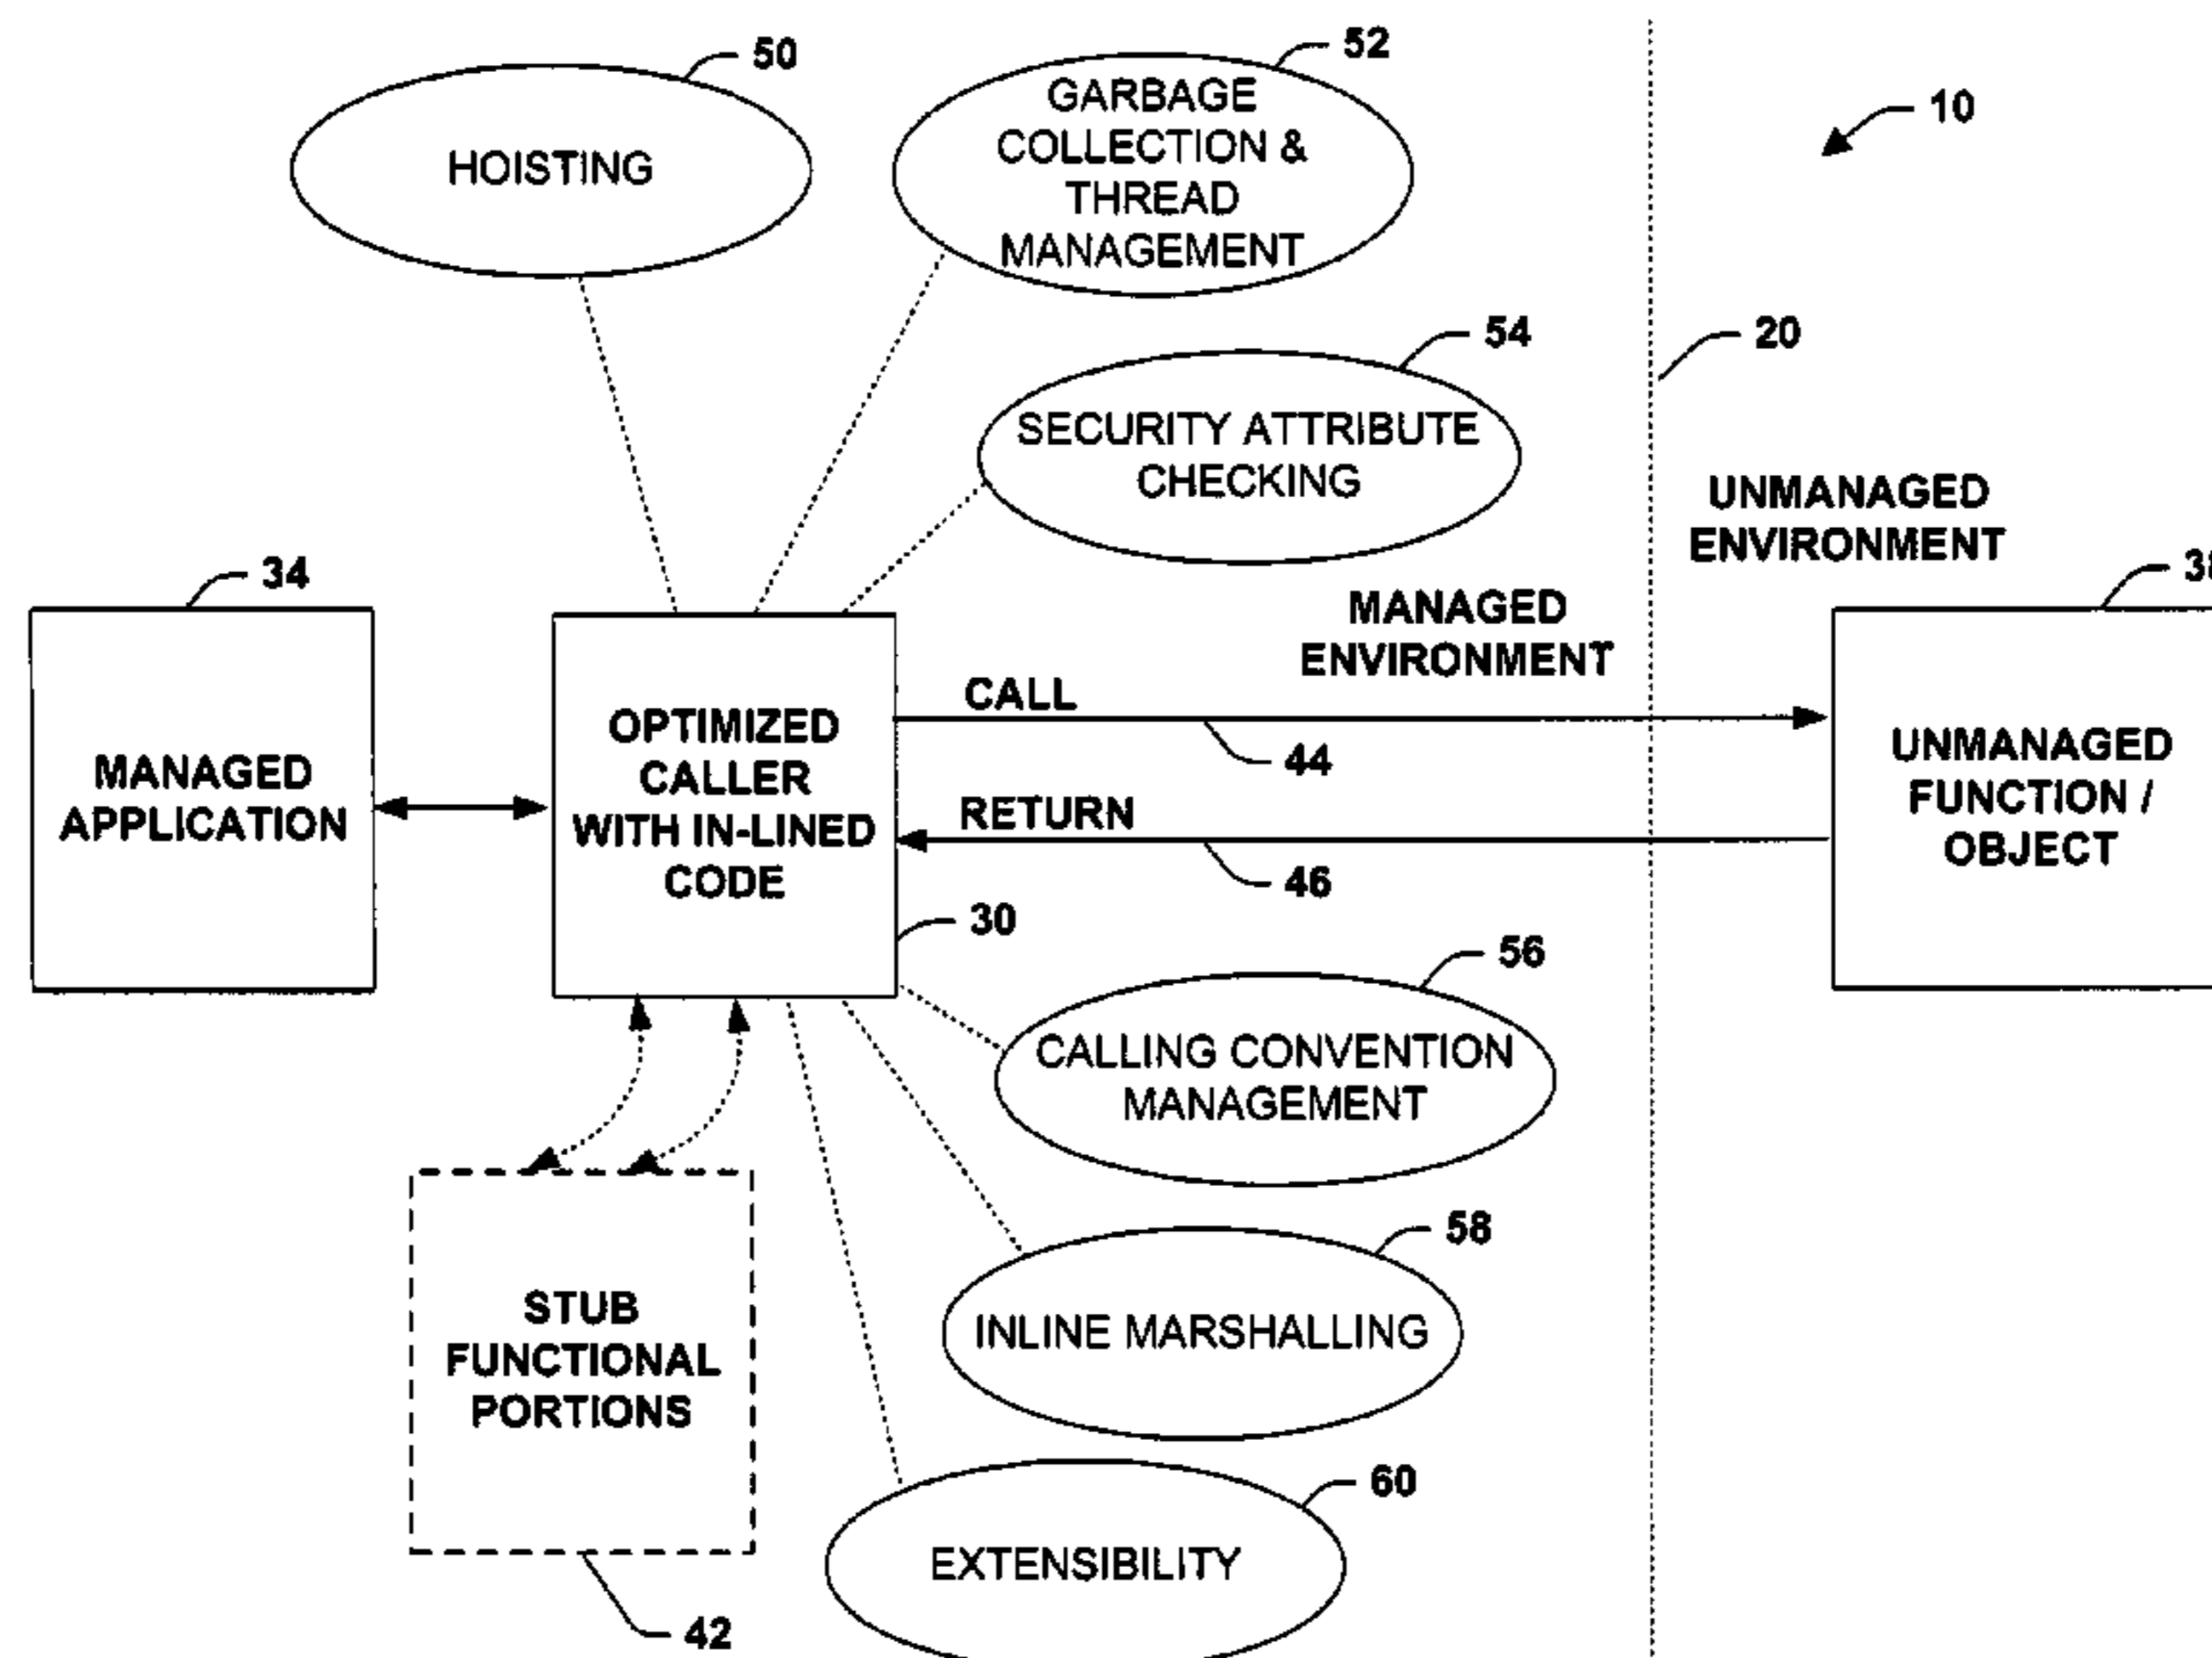 50
52
HOISTING
GARBAGE
COLLECTION &
THREAD
MANAGEMENT
10
54
20
SECURITY ATTRIBUTE
CHECKING
UNMANAGED
ENVIRONMENT
34
MANAGED
ENVIRONMENT
MANAGED
APPLICATION
OPTIMIZED
CALLER
WITH IN-LINED
CODE
CALL
44
RETURN
46
UNMANAGED
FUNCTION /
OBJECT
30
56
CALLING CONVENTION
MANAGEMENT
58
INLINE MARSHALLING
STUB
FUNCTIONAL
PORTIONS
60
EXTENSIBILITY
42